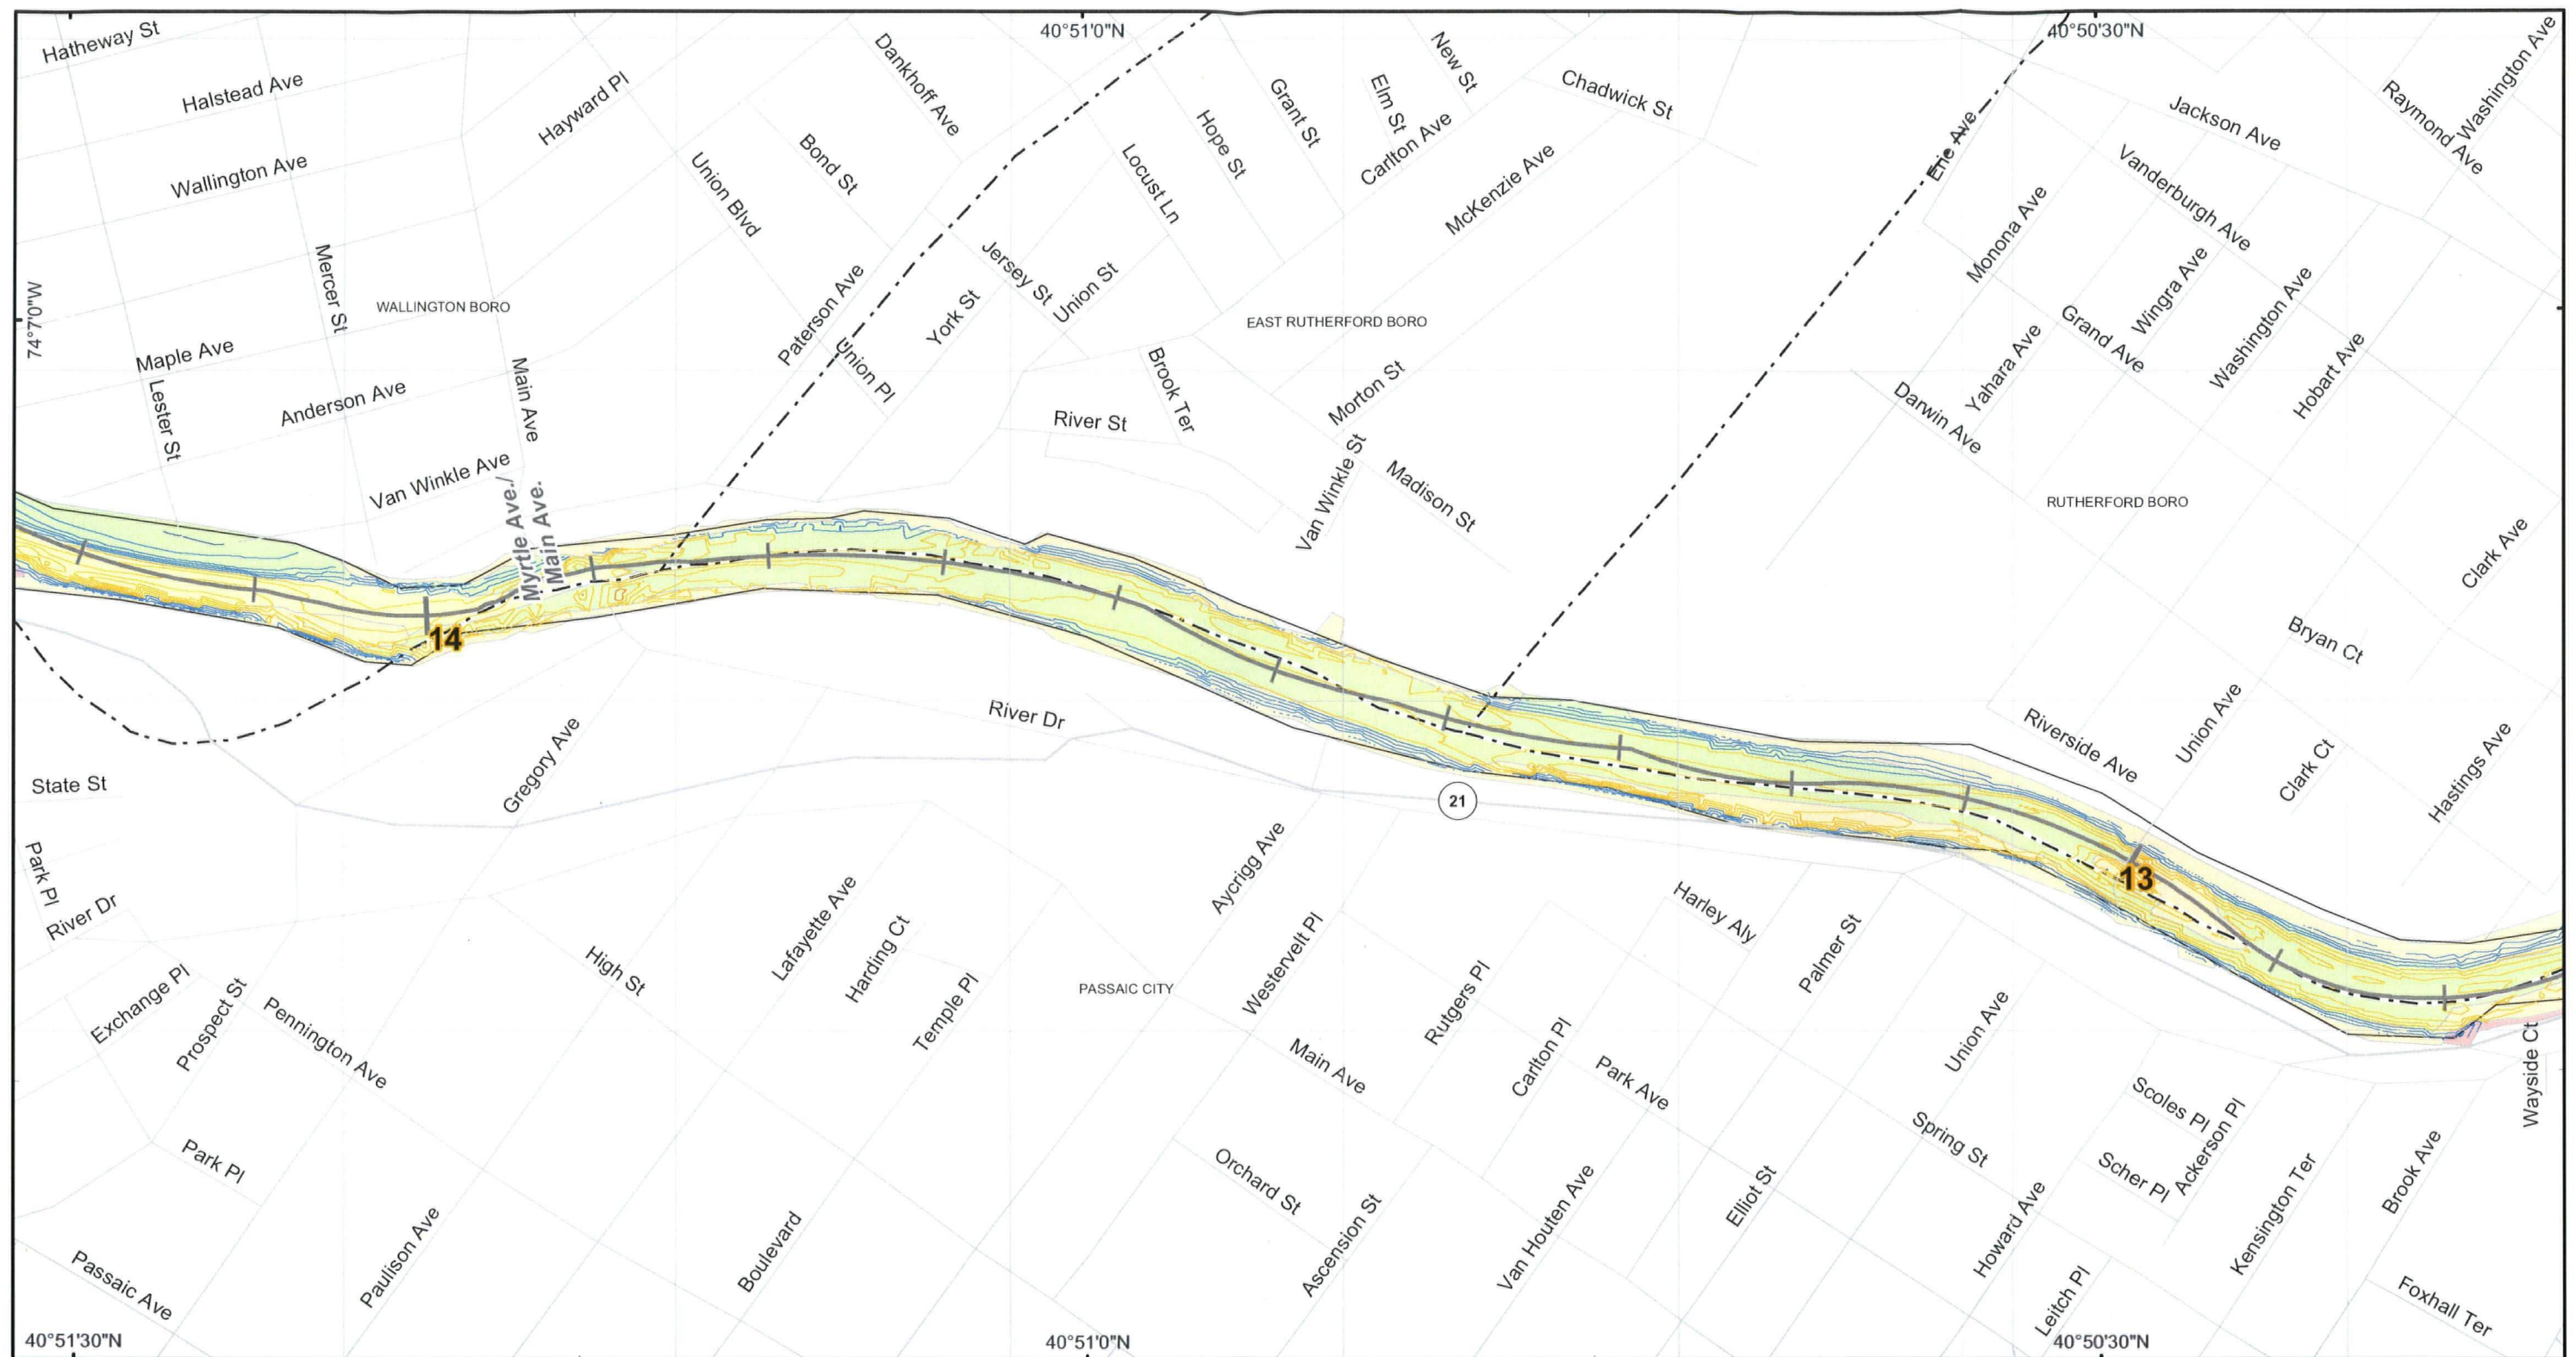 40°51'0"N
40°50'30"N
Hatheway St
Halstead Ave
Wallington Ave
Hayward Pl
Dankhoff Ave
Bond St
Union Blvd
Mercer St
WALLINGTON BORO
74°7'0"W
Maple Ave
Lester St
Anderson Ave
Main Ave
Van Winkle Ave
Myrtle Ave./
Main Ave.
Paterson Ave
Union Pl
York St
Jersey St
Union St
Locust Ln
Hope St
Grant St
Elm St
New St
Carlton Ave
Chadwick St
McKenzie Ave
EAST RUTHERFORD BORO
Brook Ter
River St
Morton St
Van Winkle St
Madison St
Erie Ave
Jackson Ave
Raymond Ave
Washington Ave
Vanderburgh Ave
Monona Ave
Wingra Ave
Grand Ave
Washington Ave
Yahara Ave
Hobart Ave
Darwin Ave
RUTHERFORD BORO
Clark Ave
Bryan Ct
Union Ave
Riverside Ave
Clark Ct
Hastings Ave
14
13
River Dr
21
Gregory Ave
State St
Park Pl
River Dr
Exchange Pl
Prospect St
Pennington Ave
High St
Lafayette Ave
Harding Ct
Temple Pl
PASSAIC CITY
Aycrigg Ave
Westervelt Pl
Main Ave
Rutgers Pl
Carlton Pl
Park Ave
Harley Aly
Palmer St
Union Ave
Spring St
Scoles Pl
Ackerson Pl
Scher Pl
Wayside Ct
Brook Ave
Kensington Ter
Foxhall Ter
Howard Ave
Leitch Pl
Elliot St
Van Houten Ave
Orchard St
Ascension St
Boulevard
Paulison Ave
Park Pl
Passaic Ave
40°51'30"N
40°51'0"N
40°50'30"N